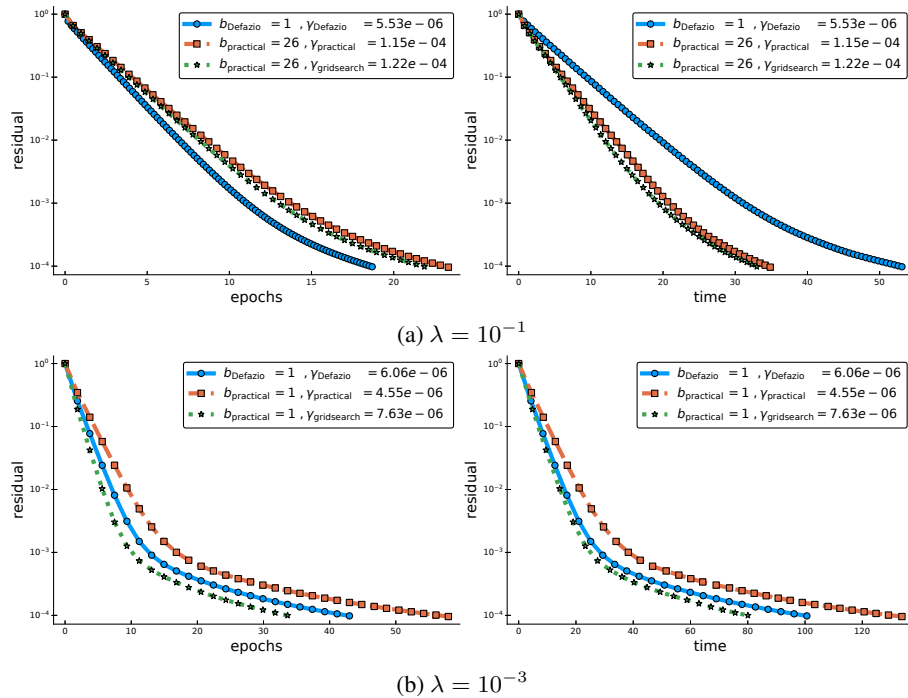 10⁰
10⁻¹
10⁻²
10⁻³
10⁻⁴
residual
b_Defazio = 1 , γ_Defazio = 5.53e − 06
b_practical = 26 , γ_practical = 1.15e − 04
b_practical = 26 , γ_gridsearch = 1.22e − 04
0 5 10 15 20
epochs
10⁰
10⁻¹
10⁻²
10⁻³
10⁻⁴
residual
b_Defazio = 1 , γ_Defazio = 5.53e − 06
b_practical = 26 , γ_practical = 1.15e − 04
b_practical = 26 , γ_gridsearch = 1.22e − 04
0 10 20 30 40 50
time
(a) λ = 10⁻¹
10⁰
10⁻¹
10⁻²
10⁻³
10⁻⁴
residual
b_Defazio = 1 , γ_Defazio = 6.06e − 06
b_practical = 1 , γ_practical = 4.55e − 06
b_practical = 1 , γ_gridsearch = 7.63e − 06
0 10 20 30 40 50
epochs
10⁰
10⁻¹
10⁻²
10⁻³
10⁻⁴
residual
b_Defazio = 1 , γ_Defazio = 6.06e − 06
b_practical = 1 , γ_practical = 4.55e − 06
b_practical = 1 , γ_gridsearch = 7.63e − 06
0 20 40 60 80 100 120
time
(b) λ = 10⁻³